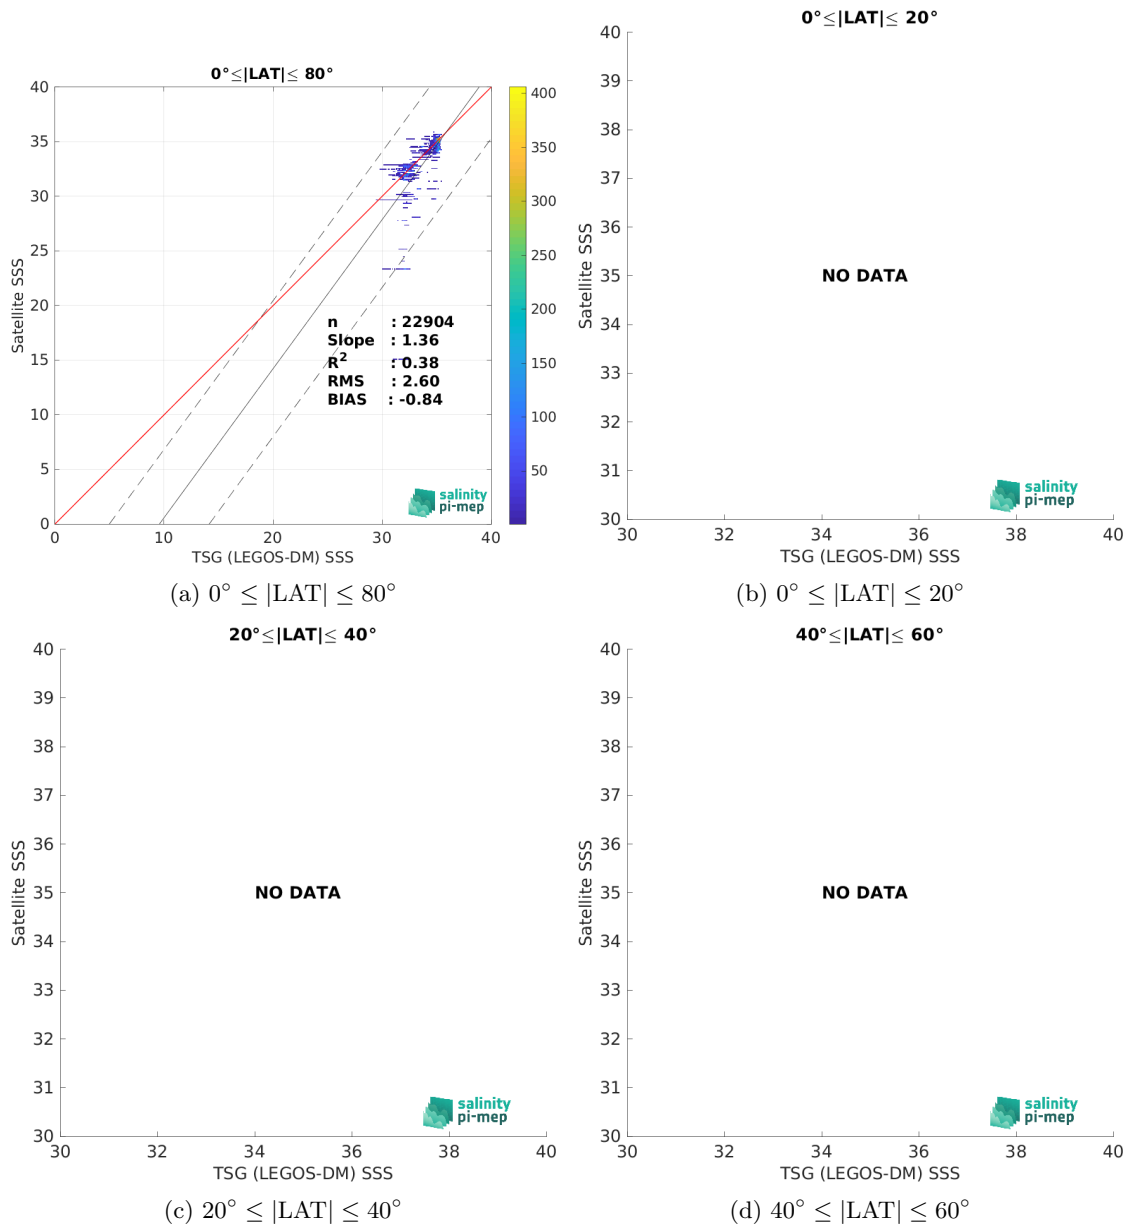 0°≤|LAT|≤ 80°
40
35
30
25
20
15
10
5
0
0
10
20
30
40
Satellite SSS
TSG (LEGOS-DM) SSS
n : 22904
Slope : 1.36
R² : 0.38
RMS : 2.60
BIAS : -0.84
salinity
pi-mep
400
350
300
250
200
150
100
50
(a) 0° ≤ |LAT| ≤ 80°
0°≤|LAT|≤ 20°
40
39
38
37
36
35
34
33
32
31
30
30
32
34
36
38
40
Satellite SSS
NO DATA
salinity
pi-mep
TSG (LEGOS-DM) SSS
(b) 0° ≤ |LAT| ≤ 20°
20°≤|LAT|≤ 40°
40
39
38
37
36
35
34
33
32
31
30
30
32
34
36
38
40
Satellite SSS
NO DATA
salinity
pi-mep
TSG (LEGOS-DM) SSS
(c) 20° ≤ |LAT| ≤ 40°
40°≤|LAT|≤ 60°
40
39
38
37
36
35
34
33
32
31
30
30
32
34
36
38
40
Satellite SSS
NO DATA
salinity
pi-mep
TSG (LEGOS-DM) SSS
(d) 40° ≤ |LAT| ≤ 60°